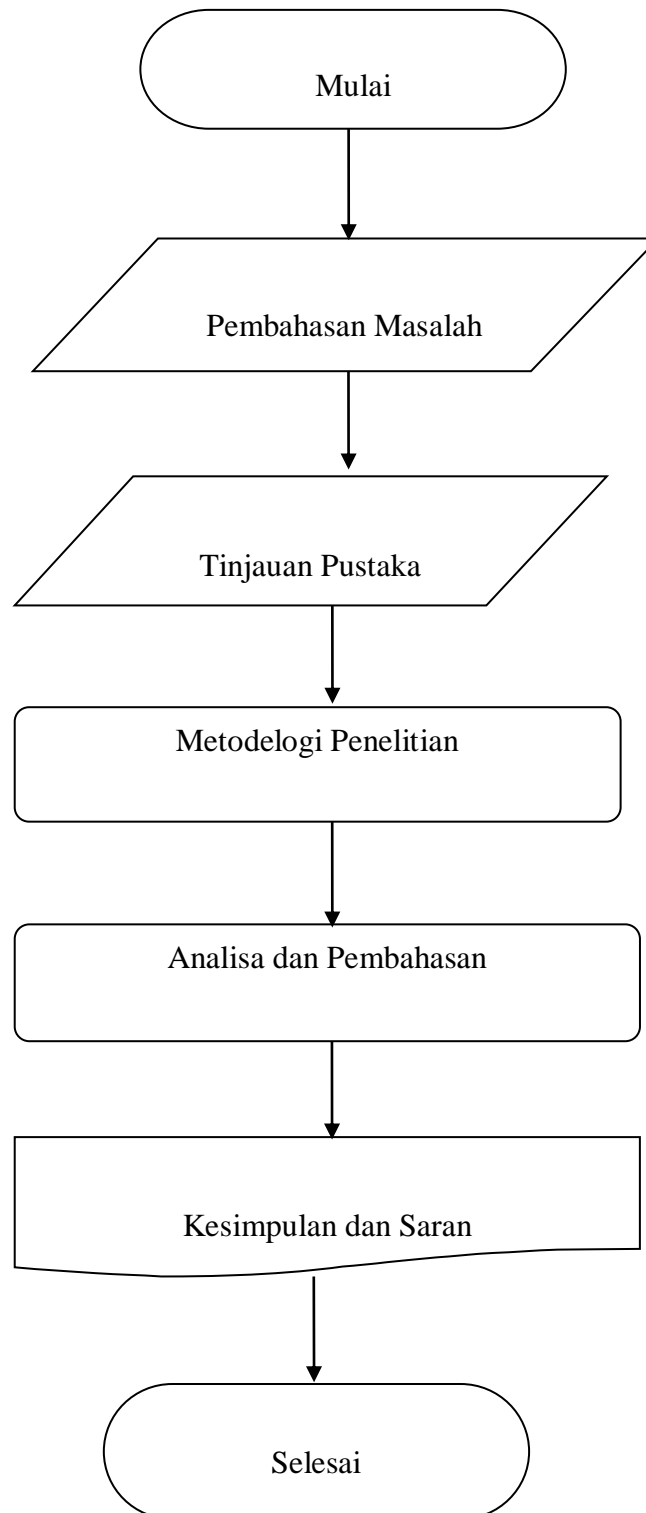 Mulai
Pembahasan Masalah
Tinjauan Pustaka
Metodelogi Penelitian
Analisa dan Pembahasan
Kesimpulan dan Saran
Selesai